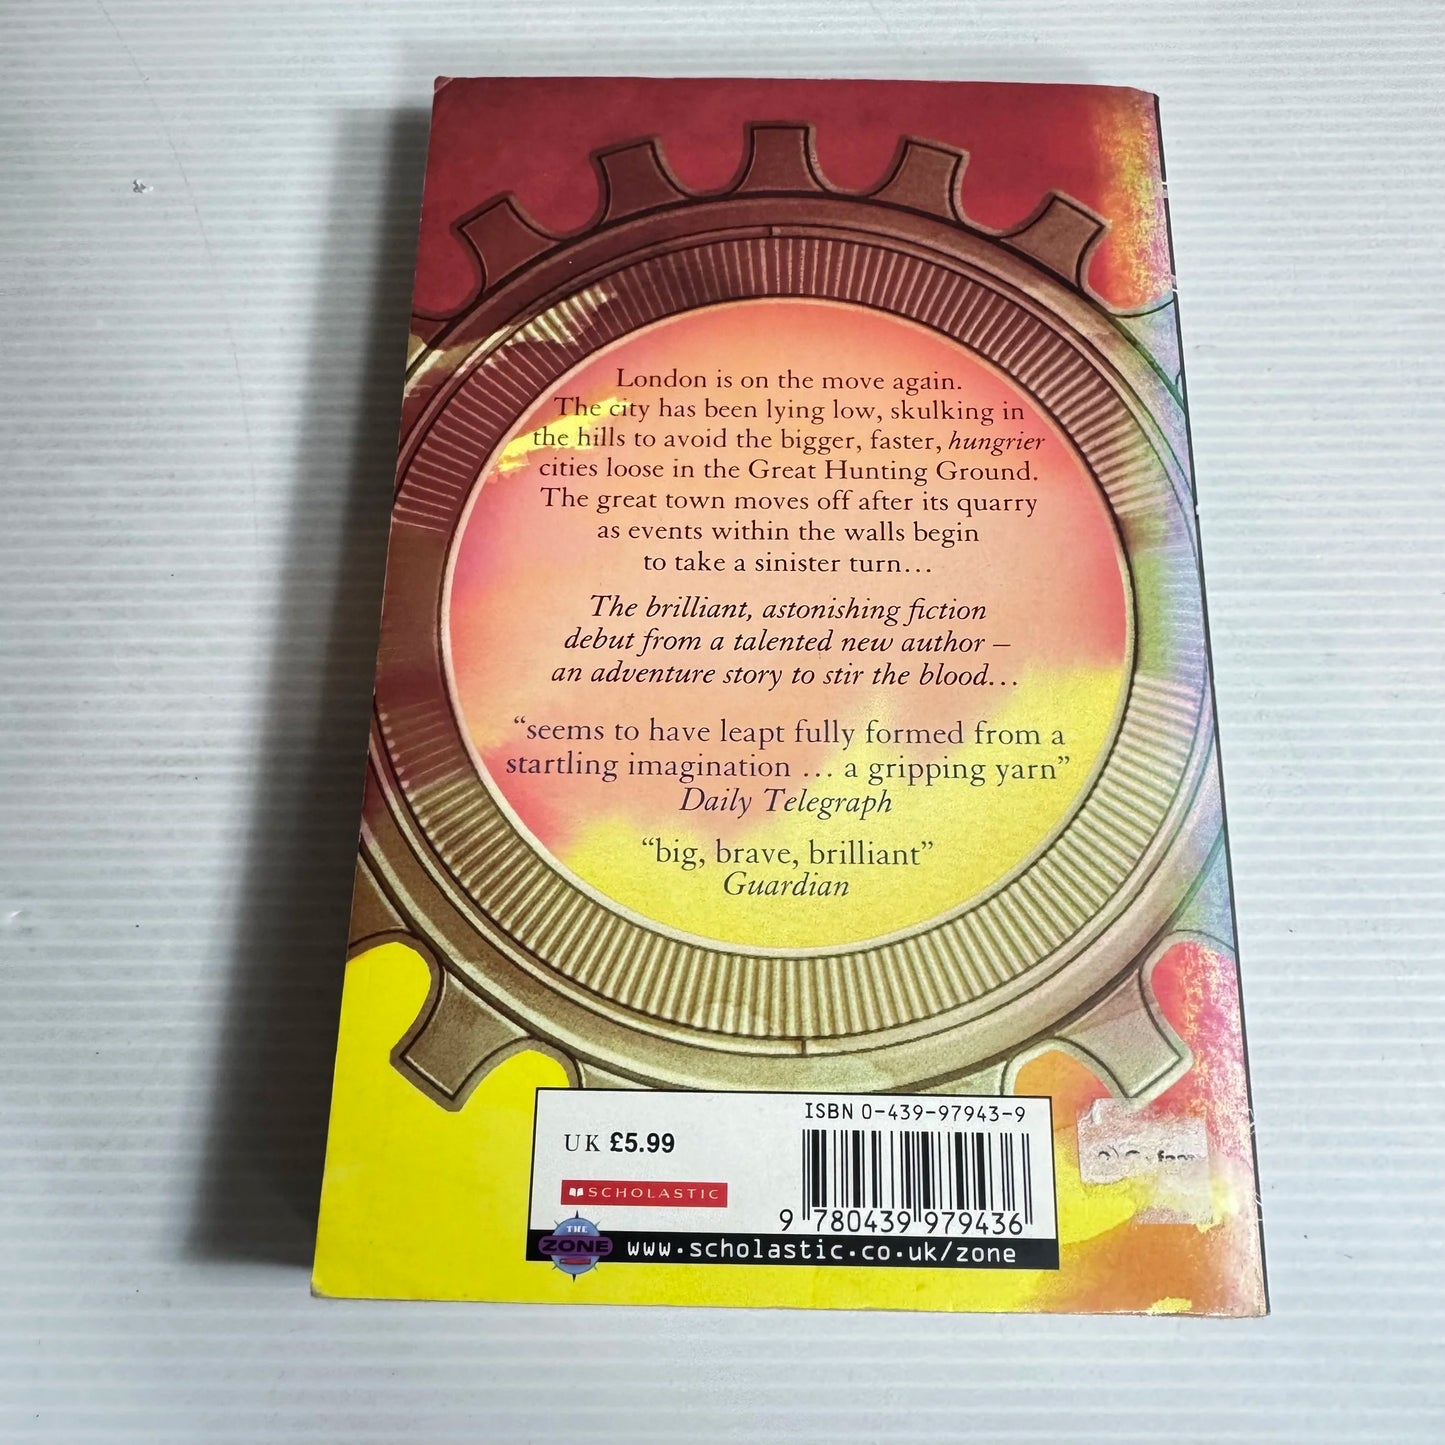 London is on the move again.
The city has been lying low, skulking in
the hills to avoid the bigger, faster, hungrier
cities loose in the Great Hunting Ground.
The great town moves off after its quarry
as events within the walls begin
to take a sinister turn...
The brilliant, astonishing fiction
debut from a talented new author –
an adventure story to stir the blood...
“seems to have leapt fully formed from a
startling imagination ... a gripping yarn”
Daily Telegraph
“big, brave, brilliant”
Guardian
ISBN 0-439-97943-9
UK £5.99
SCHOLASTIC
9 780439 979436
THE
ZONE
www.scholastic.co.uk/zone